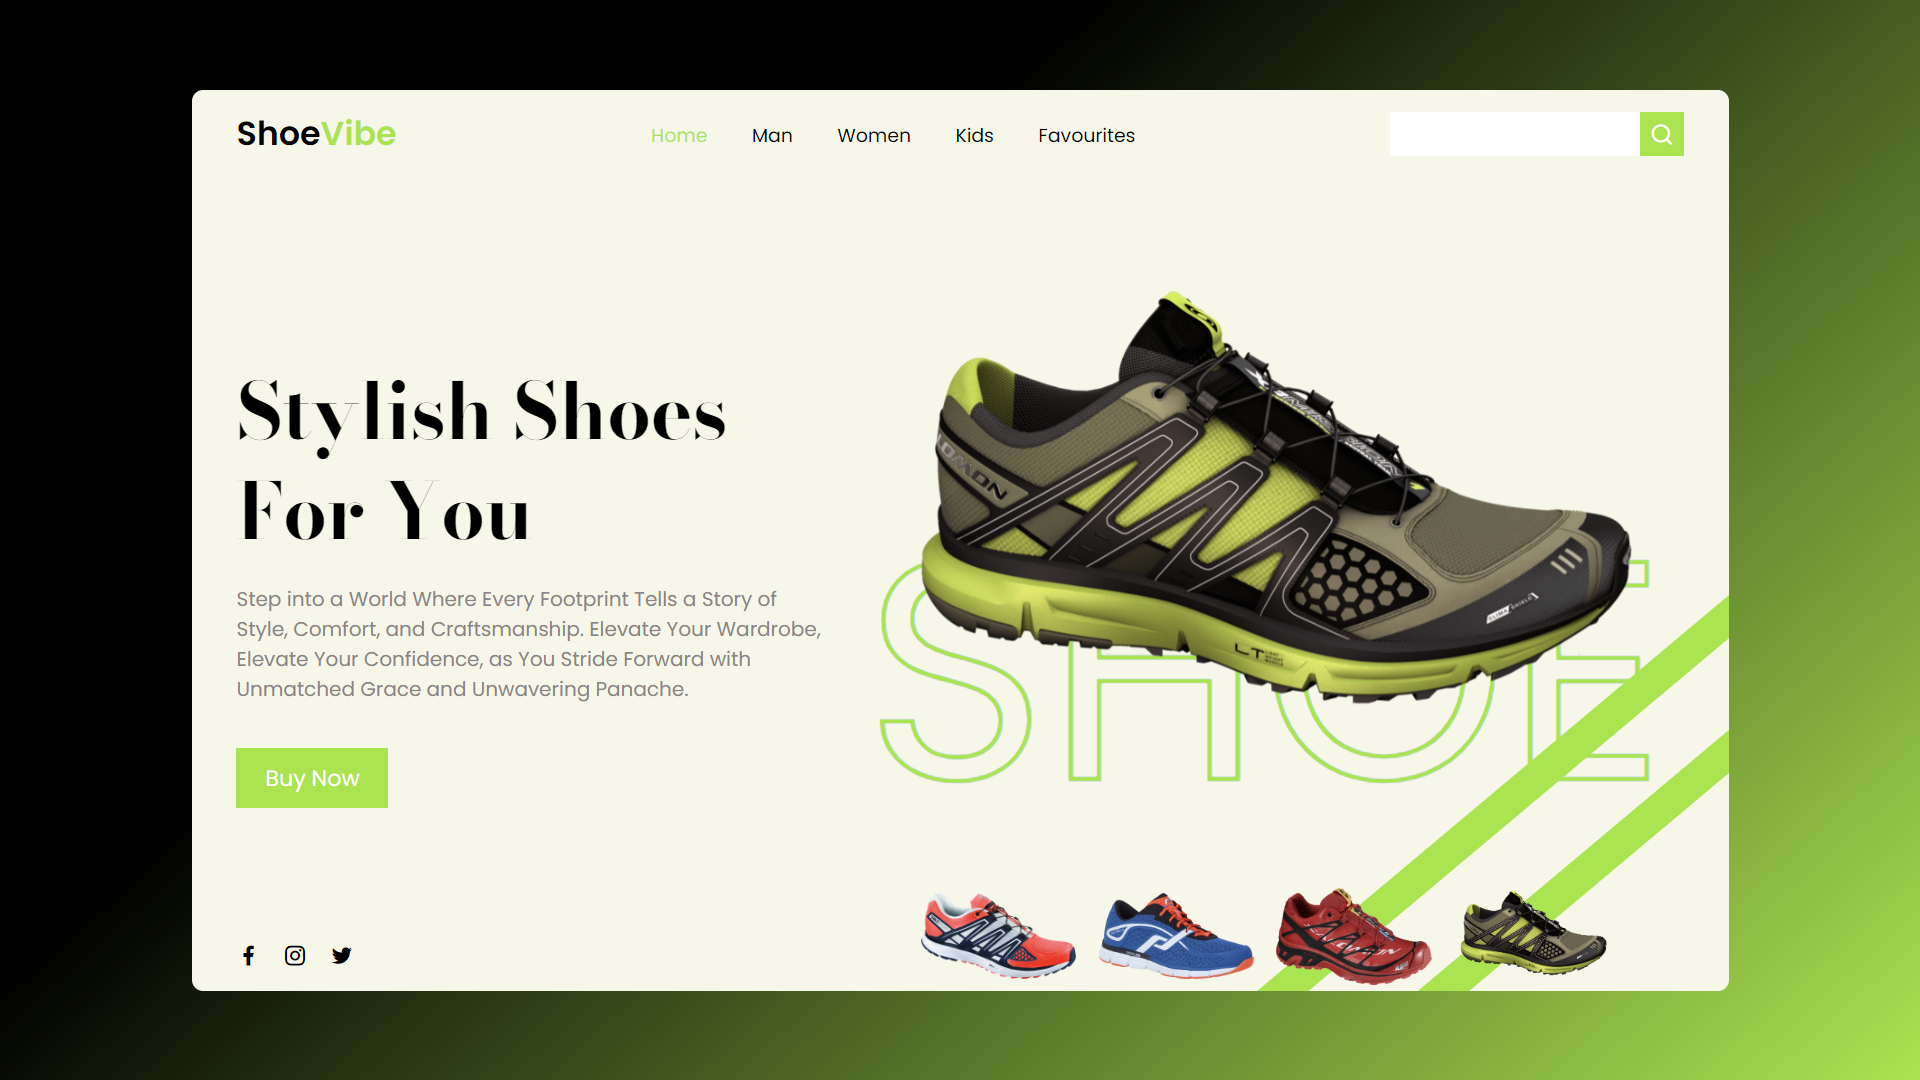 ShoeVibe
Home Man Women Kids Favourites
Stylish Shoes
For You
Step into a World Where Every Footprint Tells a Story of
Style, Comfort, and Craftsmanship. Elevate Your Wardrobe,
Elevate Your Confidence, as You Stride Forward with
Unmatched Grace and Unwavering Panache.
Buy Now
LOMON
LT
SHOE